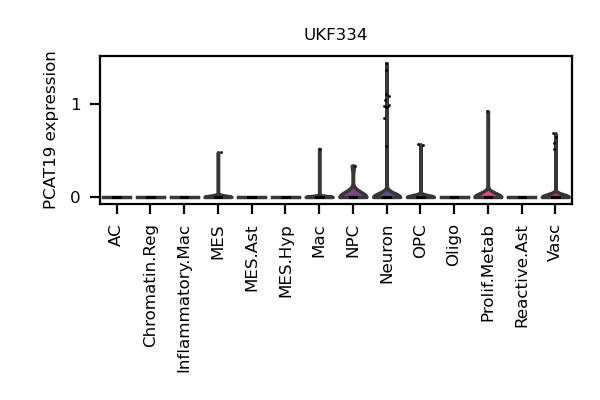 UKF334
PCAT19 expression
1
0
AC
Chromatin.Reg
Inflammatory.Mac
MES
MES.Ast
MES.Hyp
Mac
NPC
Neuron
OPC
Oligo
Prolif.Metab
Reactive.Ast
Vasc